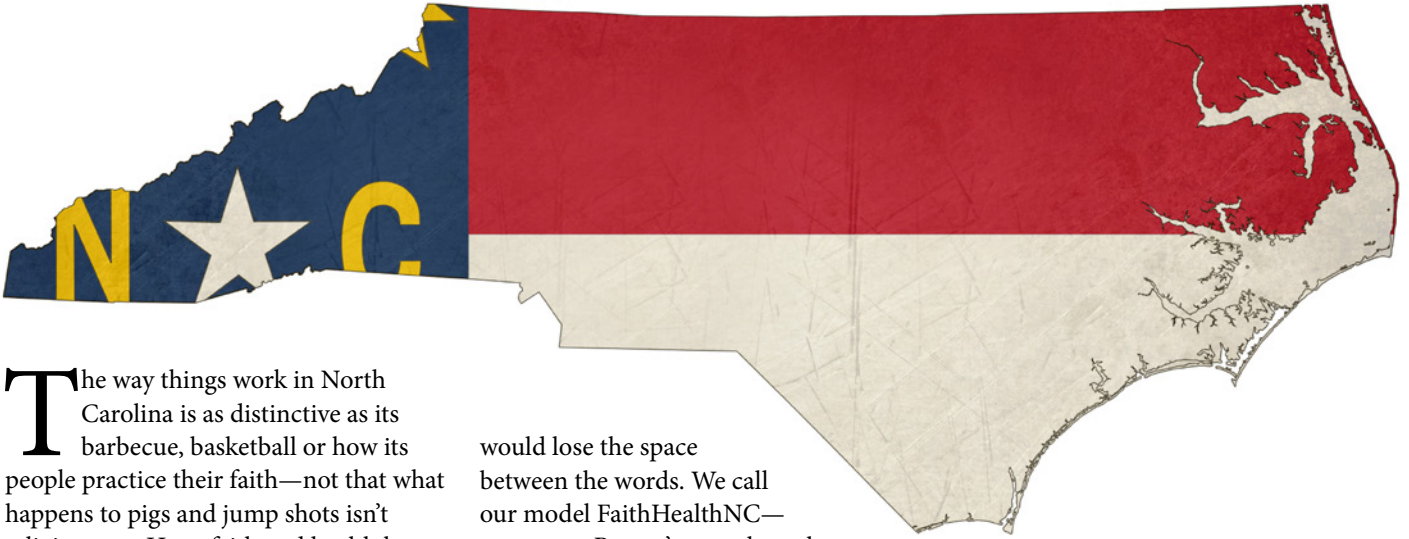 N C
The way things work in North
Carolina is as distinctive as its
barbecue, basketball or how its
people practice their faith—not that what
happens to pigs and jump shots isn't
would lose the space
between the words. We call
our model FaithHealthNC—